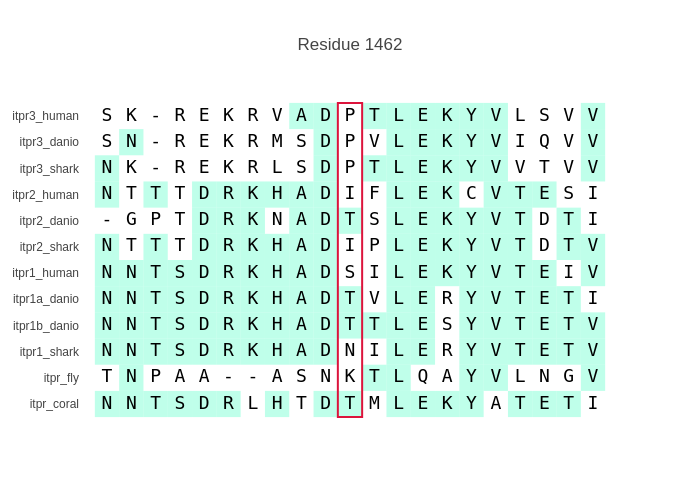 Residue 1462
itpr3_human S K - R E K R V A D P T L E K Y V L S V V
itpr3_danio S N - R E K R M S D P V L E K Y V I Q V V
itpr3_shark N K - R E K R L S D P T L E K Y V V T V V
itpr2_human N T T T D R K H A D I F L E K C V T E S I
itpr2_danio - G P T D R K N A D T S L E K Y V T D T I
itpr2_shark N T T T D R K H A D I P L E K Y V T D T V
itpr1_human N N T S D R K H A D S I L E K Y V T E I V
itpr1a_danio N N T S D R K H A D T V L E R Y V T E T I
itpr1b_danio N N T S D R K H A D T T L E S Y V T E T V
itpr1_shark N N T S D R K H A D N I L E R Y V T E T V
itpr_fly T N P A A - - A S N K T L Q A Y V L N G V
itpr_coral N N T S D R L H T D T M L E K Y A T E T I